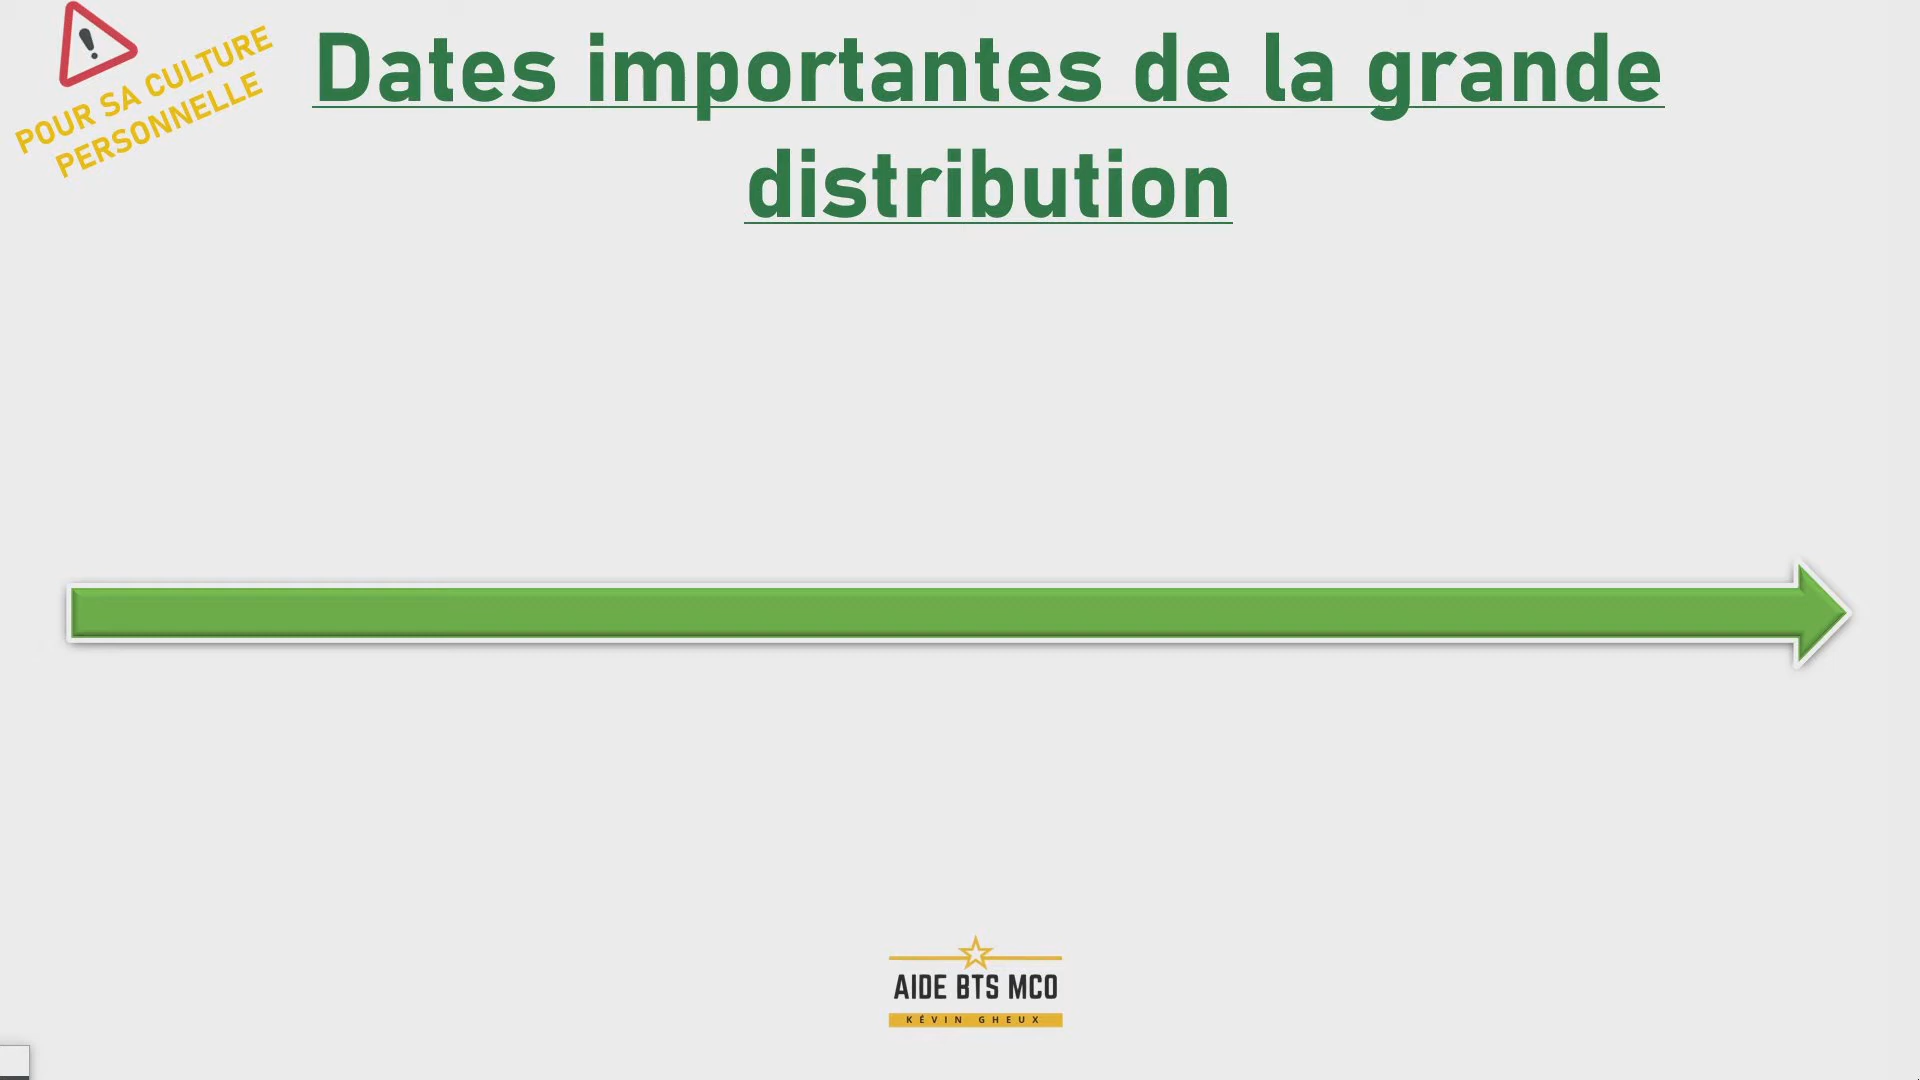 POUR SA CULTURE
PERSONNELLE
Dates importantes de la grande
distribution
AIDE BTS MCO
KÉVIN GHEUX